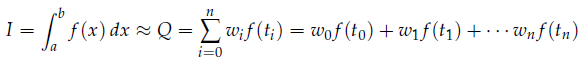 I = ∫_a^b f(x) dx ≈ Q = ∑_{i=0}^n w_i f(t_i) = w_0 f(t_0) + w_1 f(t_1) + ··· w_n f(t_n)